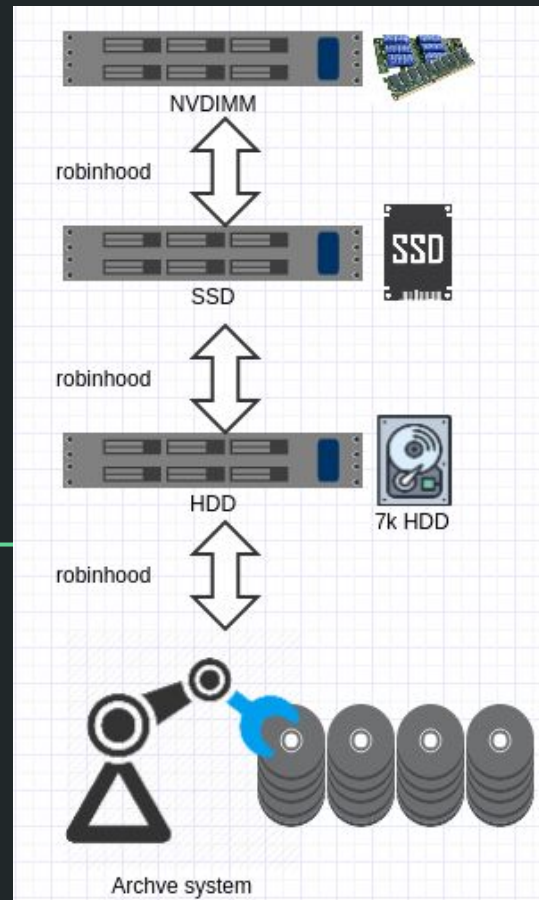 NVDIMM
robinhood
SSD
SSD
robinhood
HDD
7k HDD
robinhood
Archve system